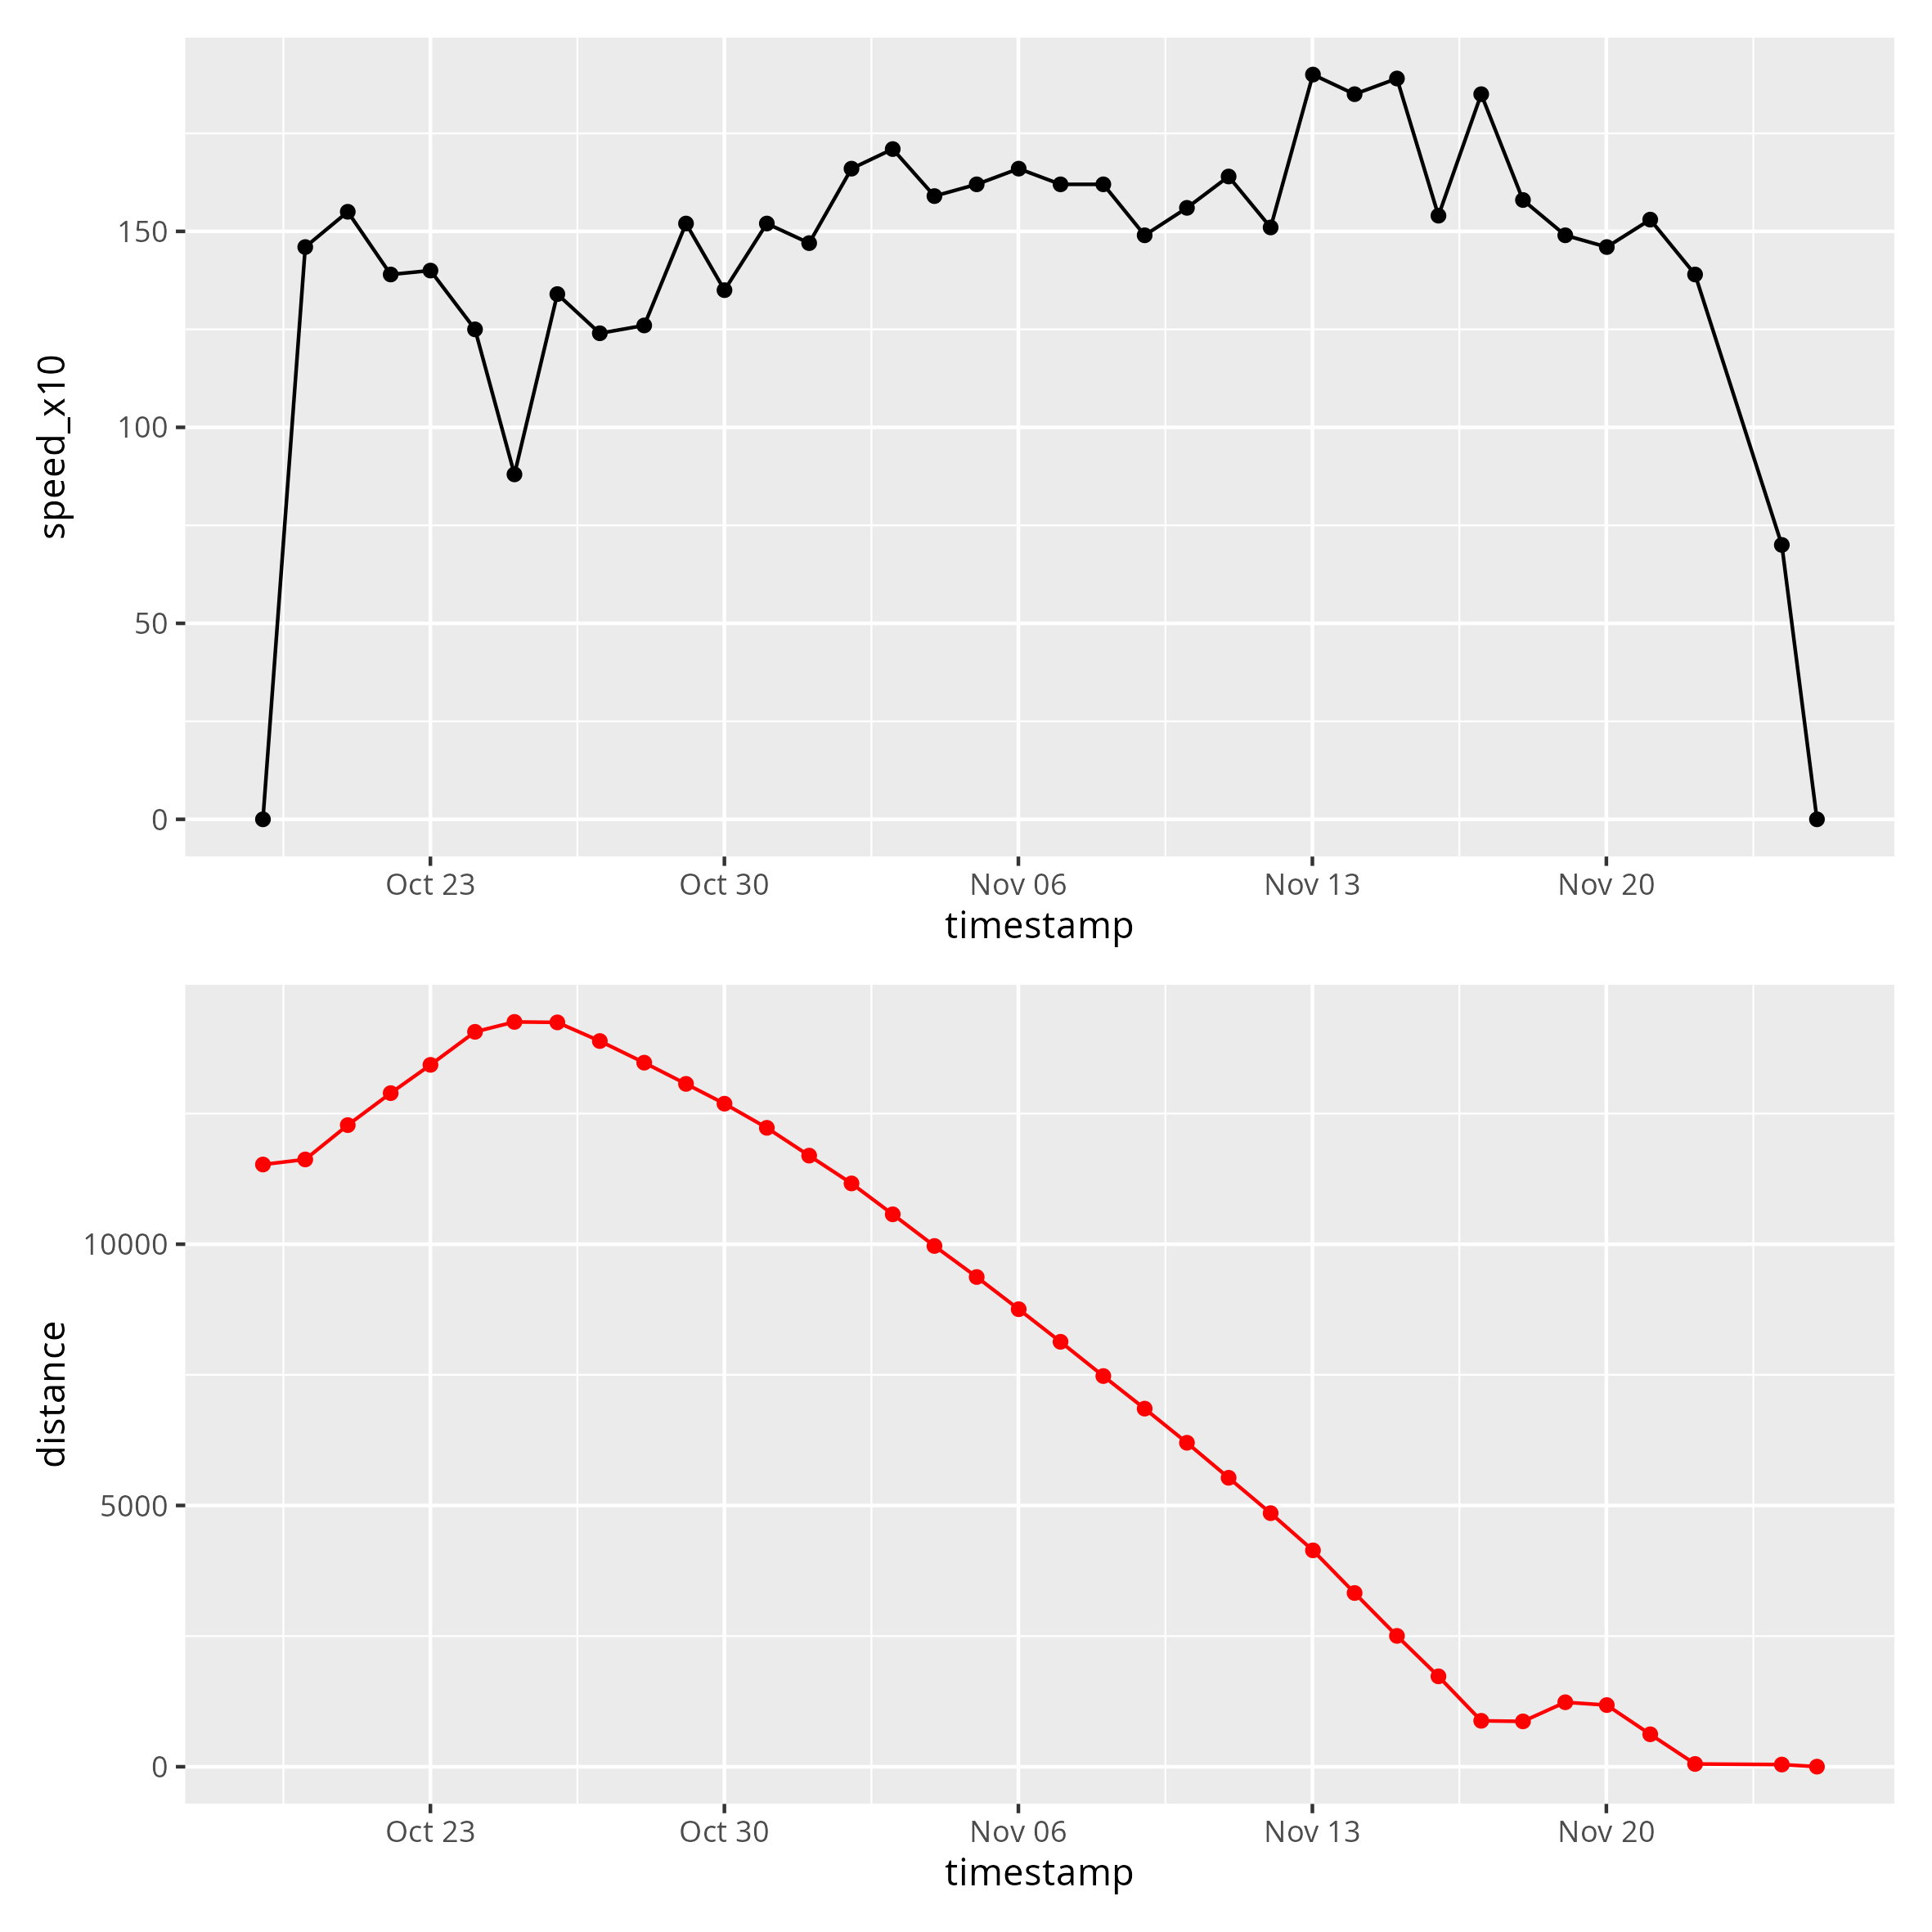 speed_x10
150
100
50
0
Oct 23 Oct 30 Nov 06 Nov 13 Nov 20
timestamp
distance
10000
5000
0
Oct 23 Oct 30 Nov 06 Nov 13 Nov 20
timestamp